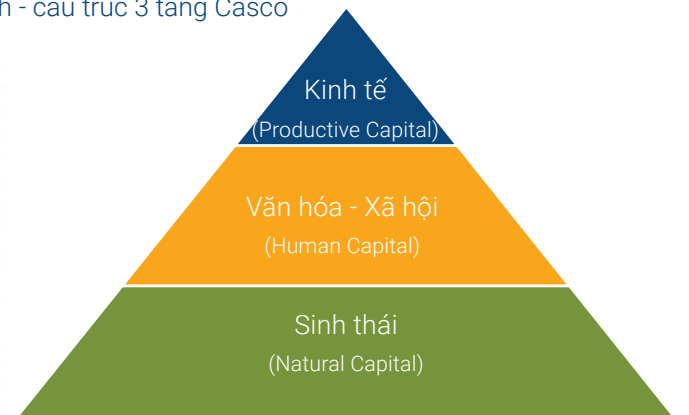 - cấu trúc 3 tầng Casco
Kinh tế
(Productive Capital)
Văn hóa - Xã hội
(Human Capital)
Sinh thái
(Natural Capital)